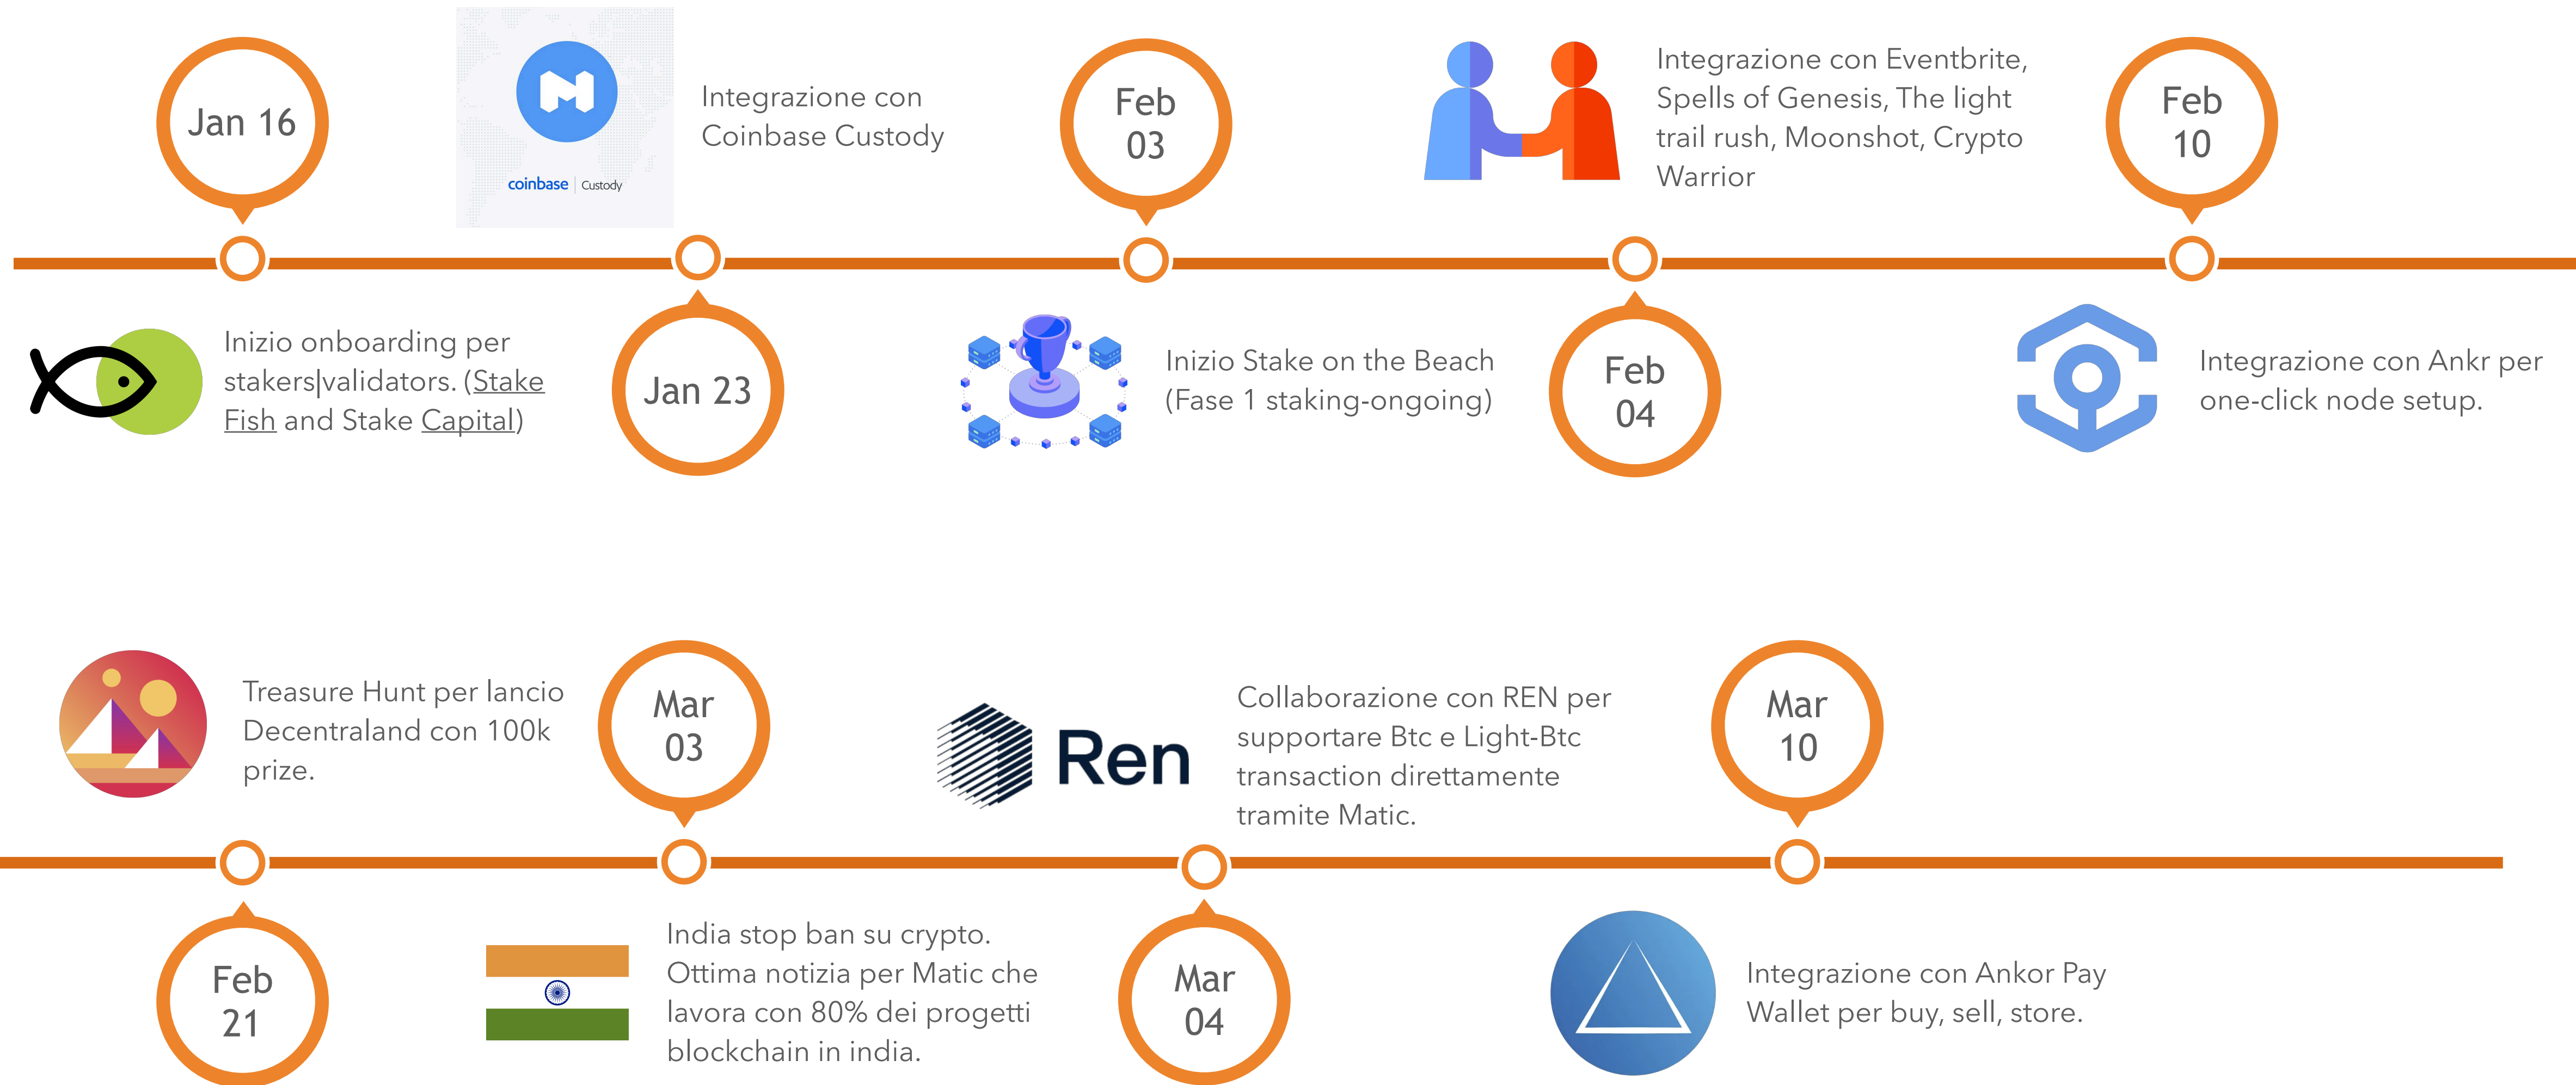 Jan 16
coinbase | Custody
Integrazione con
Coinbase Custody
Feb
03
Integrazione con Eventbrite,
Spells of Genesis, The light
trail rush, Moonshot, Crypto
Warrior
Feb
10
Inizio onboarding per
stakers|validators. (Stake
Fish and Stake Capital)
Jan 23
Inizio Stake on the Beach
(Fase 1 staking-ongoing)
Feb
04
Integrazione con Ankr per
one-click node setup.
Treasure Hunt per lancio
Decentraland con 100k
prize.
Mar
03
Ren
Collaborazione con REN per
supportare Btc e Light-Btc
transaction direttamente
tramite Matic.
Mar
10
Feb
21
India stop ban su crypto.
Ottima notizia per Matic che
lavora con 80% dei progetti
blockchain in india.
Mar
04
Integrazione con Ankor Pay
Wallet per buy, sell, store.